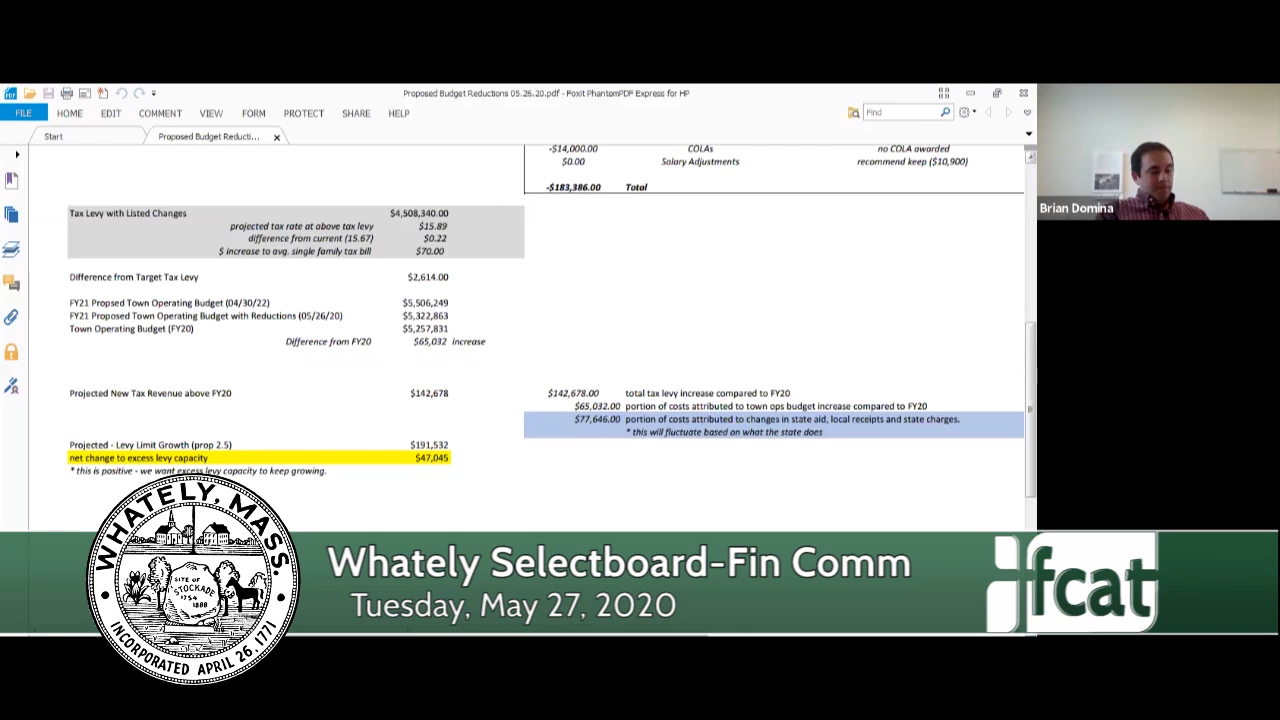 Proposed Budget Reductions 05.26.20.pdf - Foxit PhantomPDF Express for HP
FILE HOME EDIT COMMENT VIEW FORM PROTECT SHARE HELP
Find
Start
Proposed Budget Reducti...
-$14,000.00 COLAs no COLA awarded
$0.00 Salary Adjustments recommend keep ($10,900)
-$183,386.00 Total
Tax Levy with Listed Changes $4,508,340.00
projected tax rate at above tax levy $15.89
difference from current (15.67) $0.22
$ increase to avg. single family tax bill $70.00
Difference from Target Tax Levy $2,614.00
FY21 Propsed Town Operating Budget (04/30/22) $5,506,249
FY21 Proposed Town Operating Budget with Reductions (05/26/20) $5,322,863
Town Operating Budget (FY20) $5,257,831
Difference from FY20 $65,032 increase
Projected New Tax Revenue above FY20 $142,678
$142,678.00 total tax levy increase compared to FY20
$65,032.00 portion of costs attributed to town ops budget increase compared to FY20
$77,646.00 portion of costs attributed to changes in state aid, local receipts and state charges.
* this will fluctuate based on what the state does
Projected - Levy Limit Growth (prop 2.5) $191,532
net change to excess levy capacity $47,045
* this is positive - we want excess levy capacity to keep growing.
Brian Domina
WHATELY, MASS.
SITE OF
STOCKADE
1754
1888
INCORPORATED APRIL 26, 1771
Whately Selectboard-Fin Comm
Tuesday, May 27, 2020
fcat